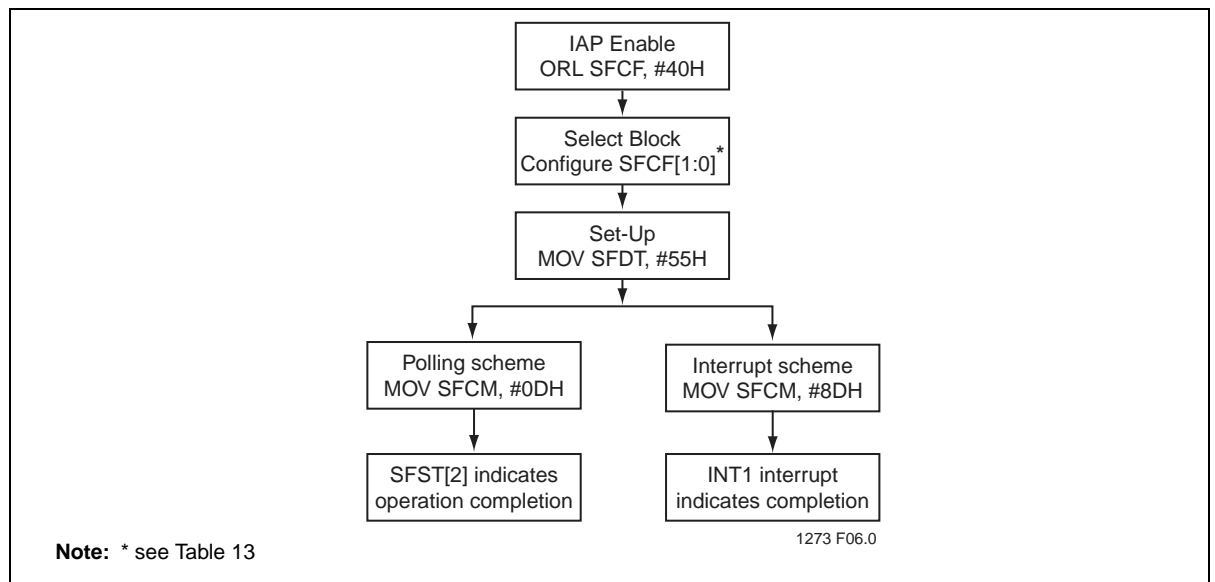 IAP Enable
ORL SFCF, #40H
Select Block
Configure SFCF[1:0]*
Set-Up
MOV SFDT, #55H
Polling scheme
MOV SFCM, #0DH
Interrupt scheme
MOV SFCM, #8DH
SFST[2] indicates
operation completion
INT1 interrupt
indicates completion
1273 F06.0
Note: * see Table 13